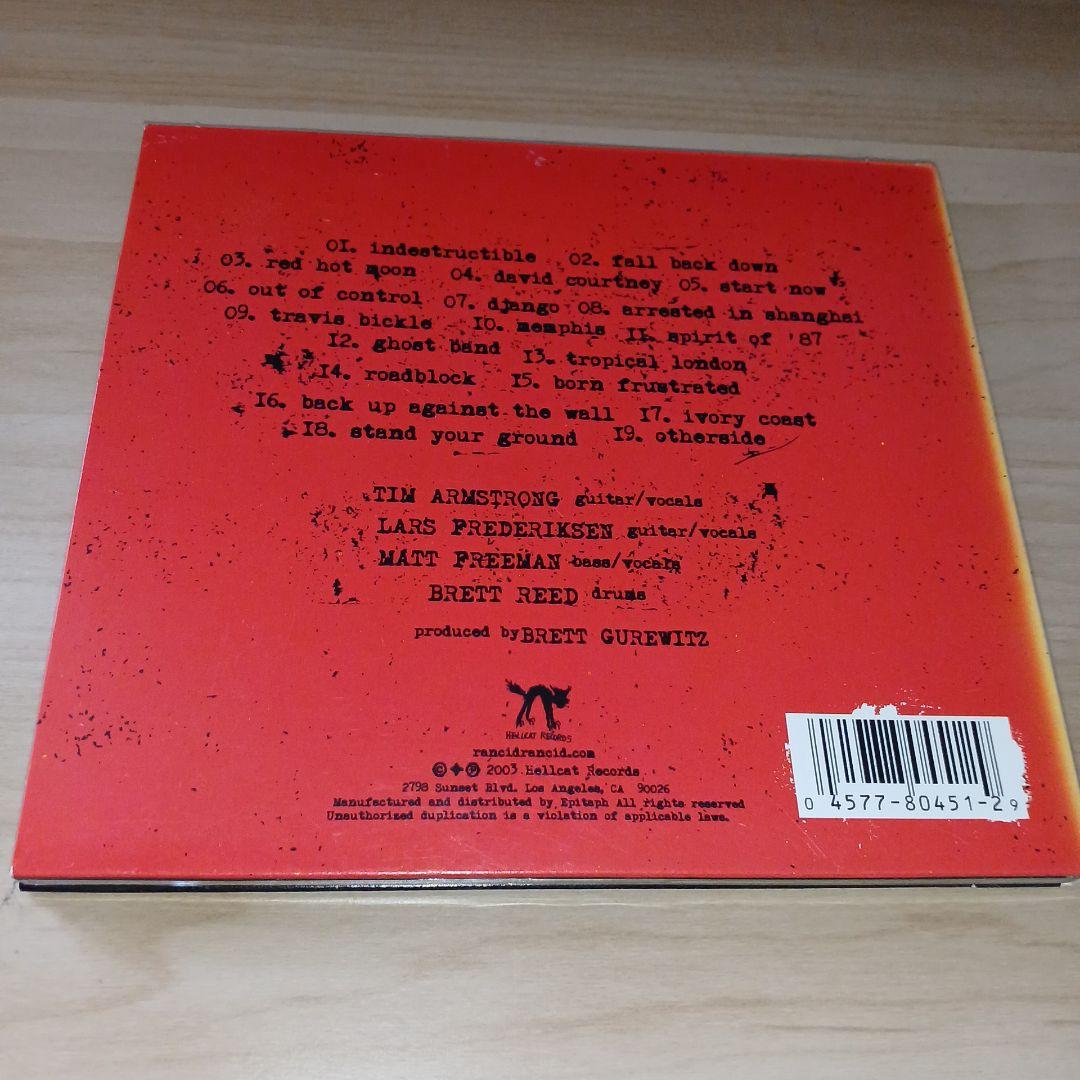 01. indestructible 02. fall back down
03. red hot moon 04. david courtney 05. start now
06. out of control 07. django 08. arrested in shanghai
09. travis bickle 10. memphis 11. spirit of '87
12. ghost band 13. tropical london
14. roadblock 15. born frustrated
16. back up against the wall 17. ivory coast
18. stand your ground 19. otherside
TIM ARMSTRONG guitar/vocals
LARS FREDERIKSEN guitar/vocals
MATT FREEMAN bass/vocals
BRETT REED drums
produced by BRETT GUREWITZ
HELLCAT RECORDS
rancidrancid.com
© ℗ 2003 Hellcat Records
2798 Sunset Blvd. Los Angeles, CA 90026
Manufactured and distributed by Epitaph All rights reserved
Unauthorized duplication is a violation of applicable laws.
0 4577-80451-2 9